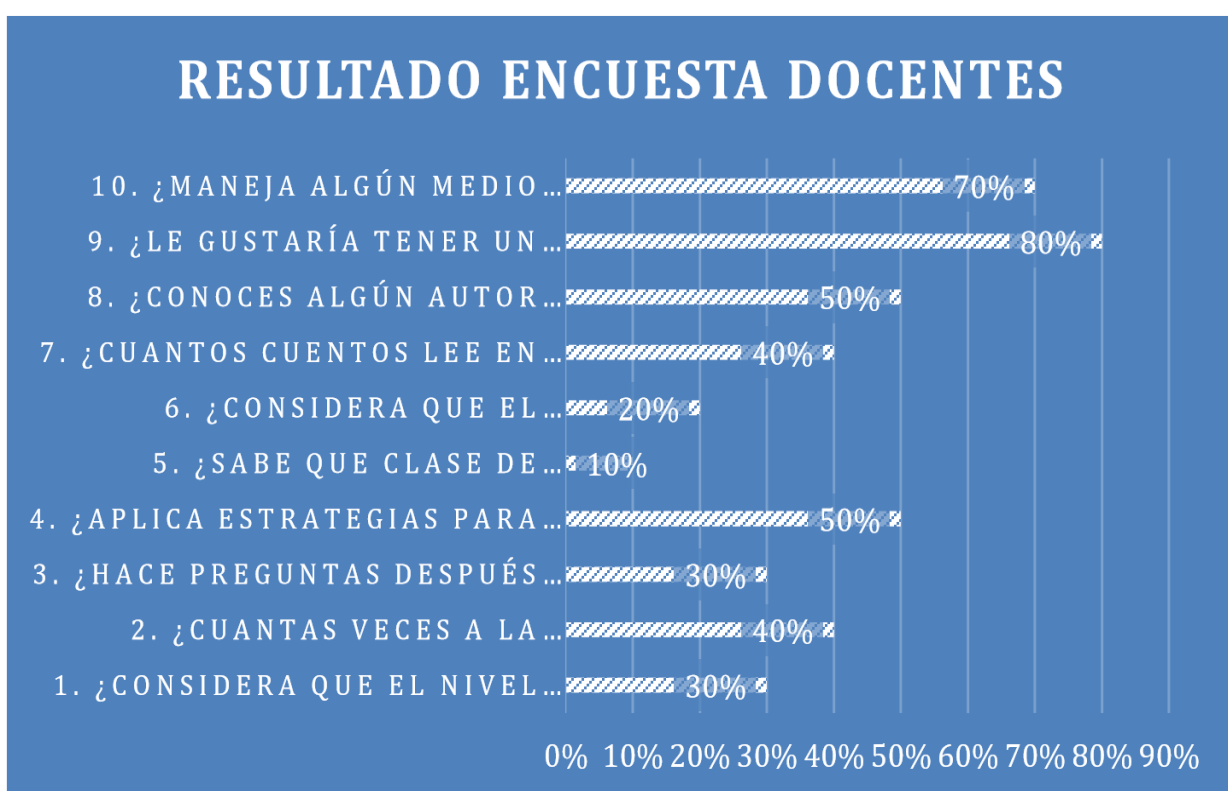 RESULTADO ENCUESTA DOCENTES
10. ¿MANEJA ALGÚN MEDIO ... 70%
9. ¿LE GUSTARÍA TENER UN ... 80%
8. ¿CONOCES ALGÚN AUTOR ... 50%
7. ¿CUANTOS CUENTOS LEE EN ... 40%
6. ¿CONSIDERA QUE EL ... 20%
5. ¿SABE QUE CLASE DE ... 10%
4. ¿APLICA ESTRATEGIAS PARA ... 50%
3. ¿HACE PREGUNTAS DESPUÉS ... 30%
2. ¿CUANTAS VECES A LA ... 40%
1. ¿CONSIDERA QUE EL NIVEL ... 30%
0% 10% 20% 30% 40% 50% 60% 70% 80% 90%